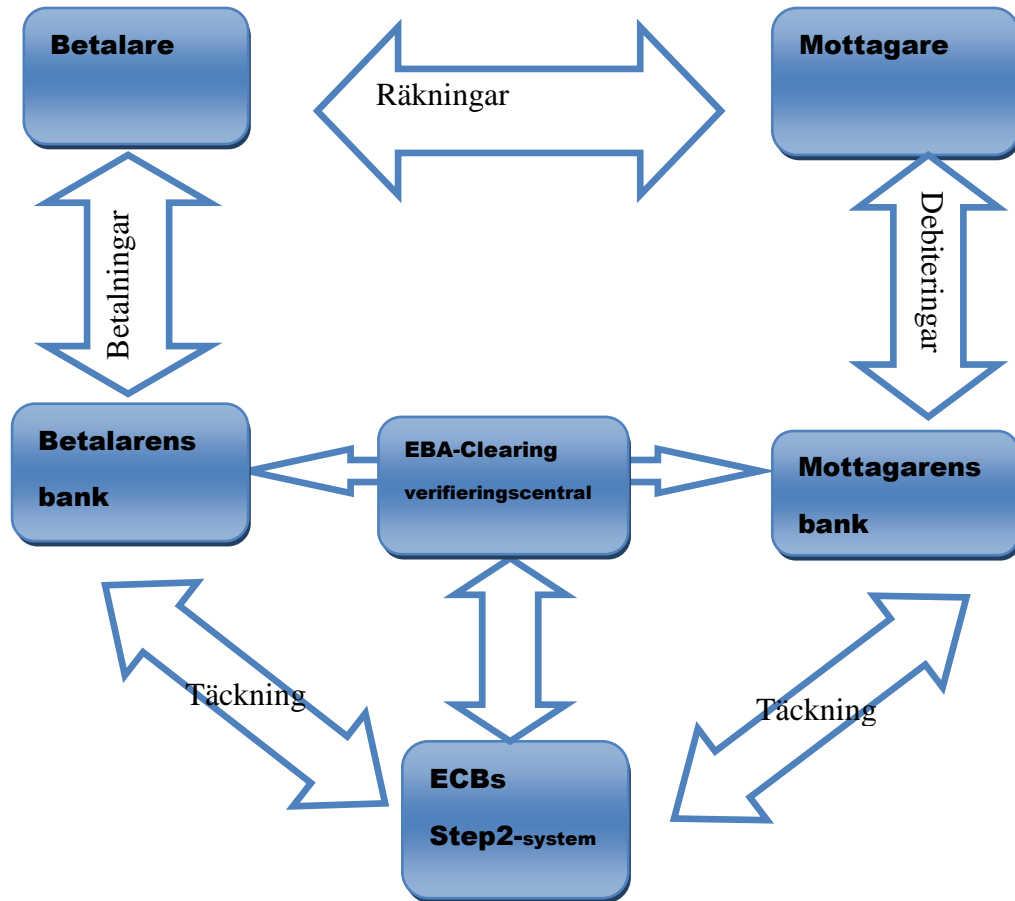 Betalare
Räkningar
Mottagare
Betalningar
Debiteringar
Betalarens
bank
EBA-Clearing
verifieringscentral
Mottagarens
bank
Täckning
Täckning
ECBs
Step2-system